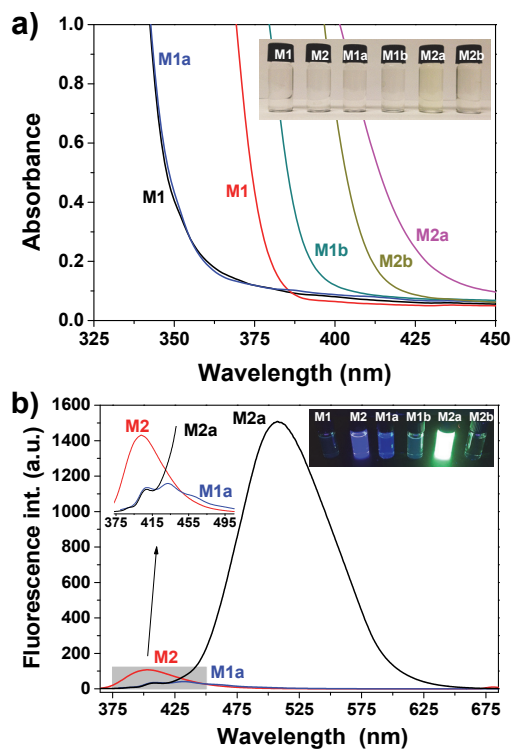 a)
1.0
0.8
0.6
0.4
0.2
0.0
Absorbance
M1 M2 M1a M1b M2a M2b
M1a
M1
M1
M1b
M2b
M2a
325 350 375 400 425 450
Wavelength (nm)
b)
1600
1400
1200
1000
800
600
400
200
0
Fluorescence int. (a.u.)
M2a
M1 M2 M1a M1b M2a M2b
M2
M2a
M1a
375 415 455 495
M2
M1a
375 425 475 525 575 625 675
Wavelength (nm)